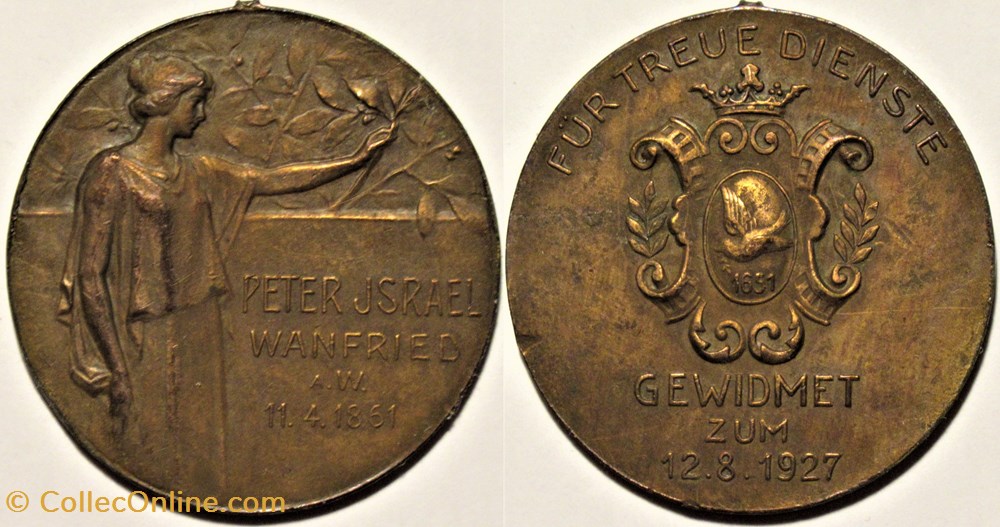 PETER JSRAEL
WANFRIED
A.W.
11.4.1861
FÜR TREUE DIENSTE
1631
GEWIDMET
ZUM
12.8.1927
© CollecOnline.com